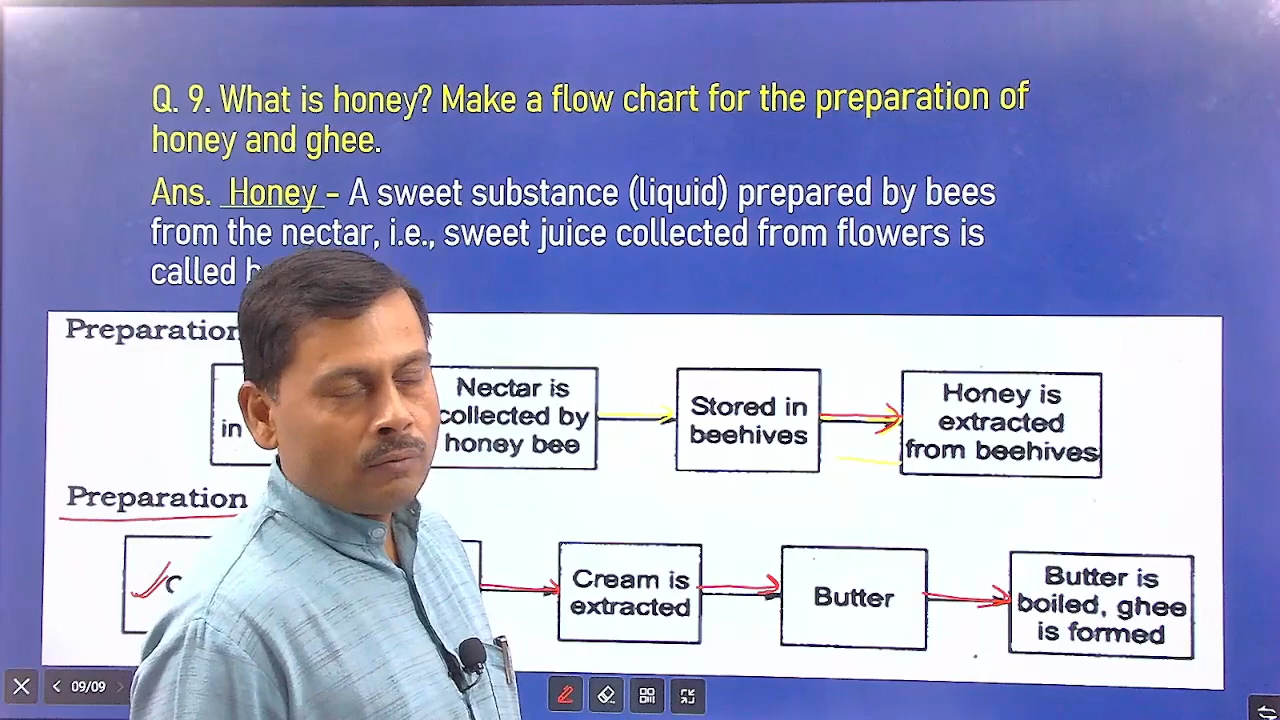 Q. 9. What is honey? Make a flow chart for the preparation of
honey and ghee.
Ans. Honey - A sweet substance (liquid) prepared by bees
from the nectar, i.e., sweet juice collected from flowers is
called
Preparation
in
Nectar is
collected by
honey bee
Stored in
beehives
Honey is
extracted
from beehives
Preparation
Cream is
extracted
Butter
Butter is
boiled, ghee
is formed
09/09